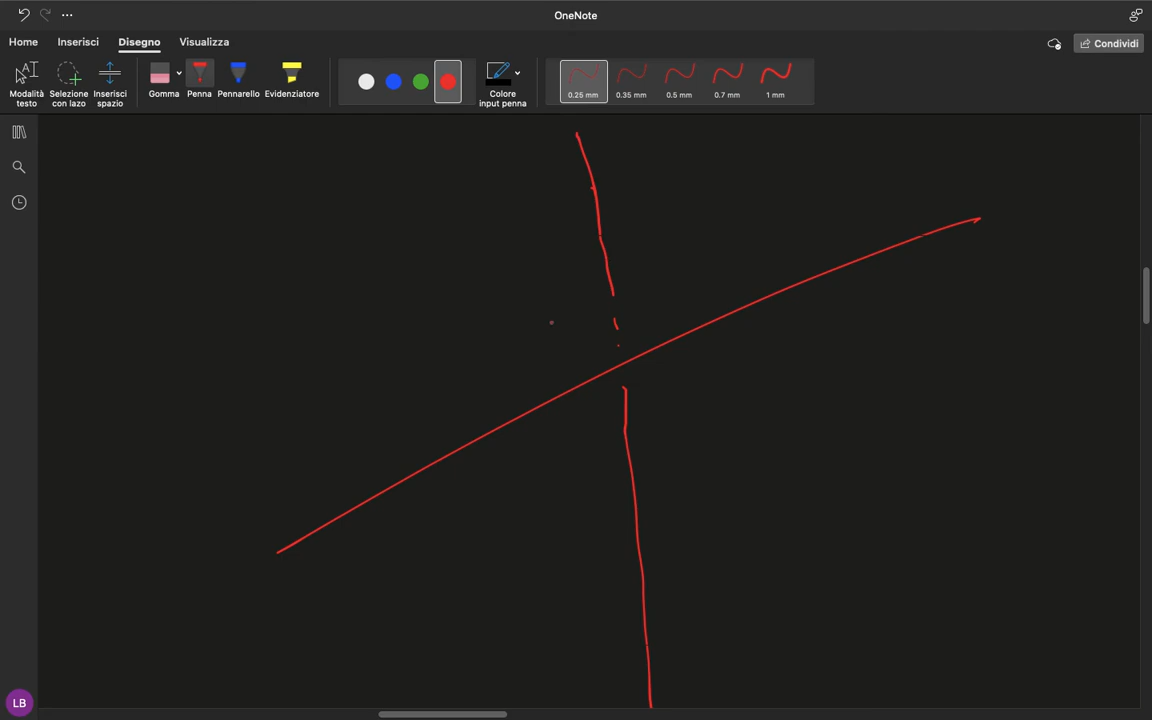 OneNote
Home Inserisci Disegno Visualizza
Condividi
Modalità testo
Selezione con lazo
Inserisci spazio
Gomma
Penna
Pennarello
Evidenziatore
Colore input penna
0.25 mm
0.35 mm
0.5 mm
0.7 mm
1 mm
LB